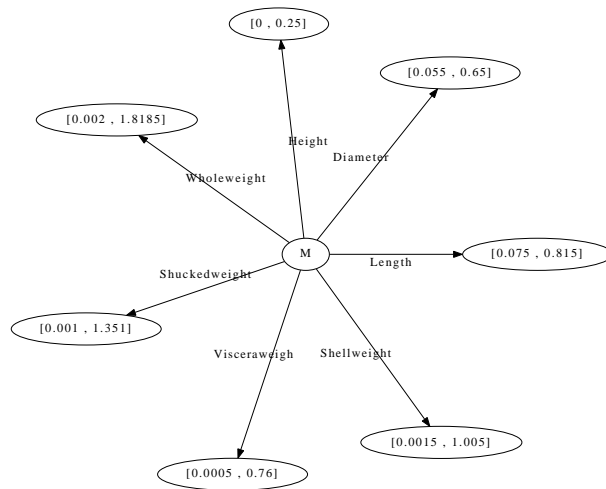 [0 , 0.25]
[0.055 , 0.65]
[0.002 , 1.8185]
Height
Diameter
Wholeweight
M
[0.075 , 0.815]
Length
Shuckedweight
[0.001 , 1.351]
Visceraweigh
Shellweight
[0.0015 , 1.005]
[0.0005 , 0.76]